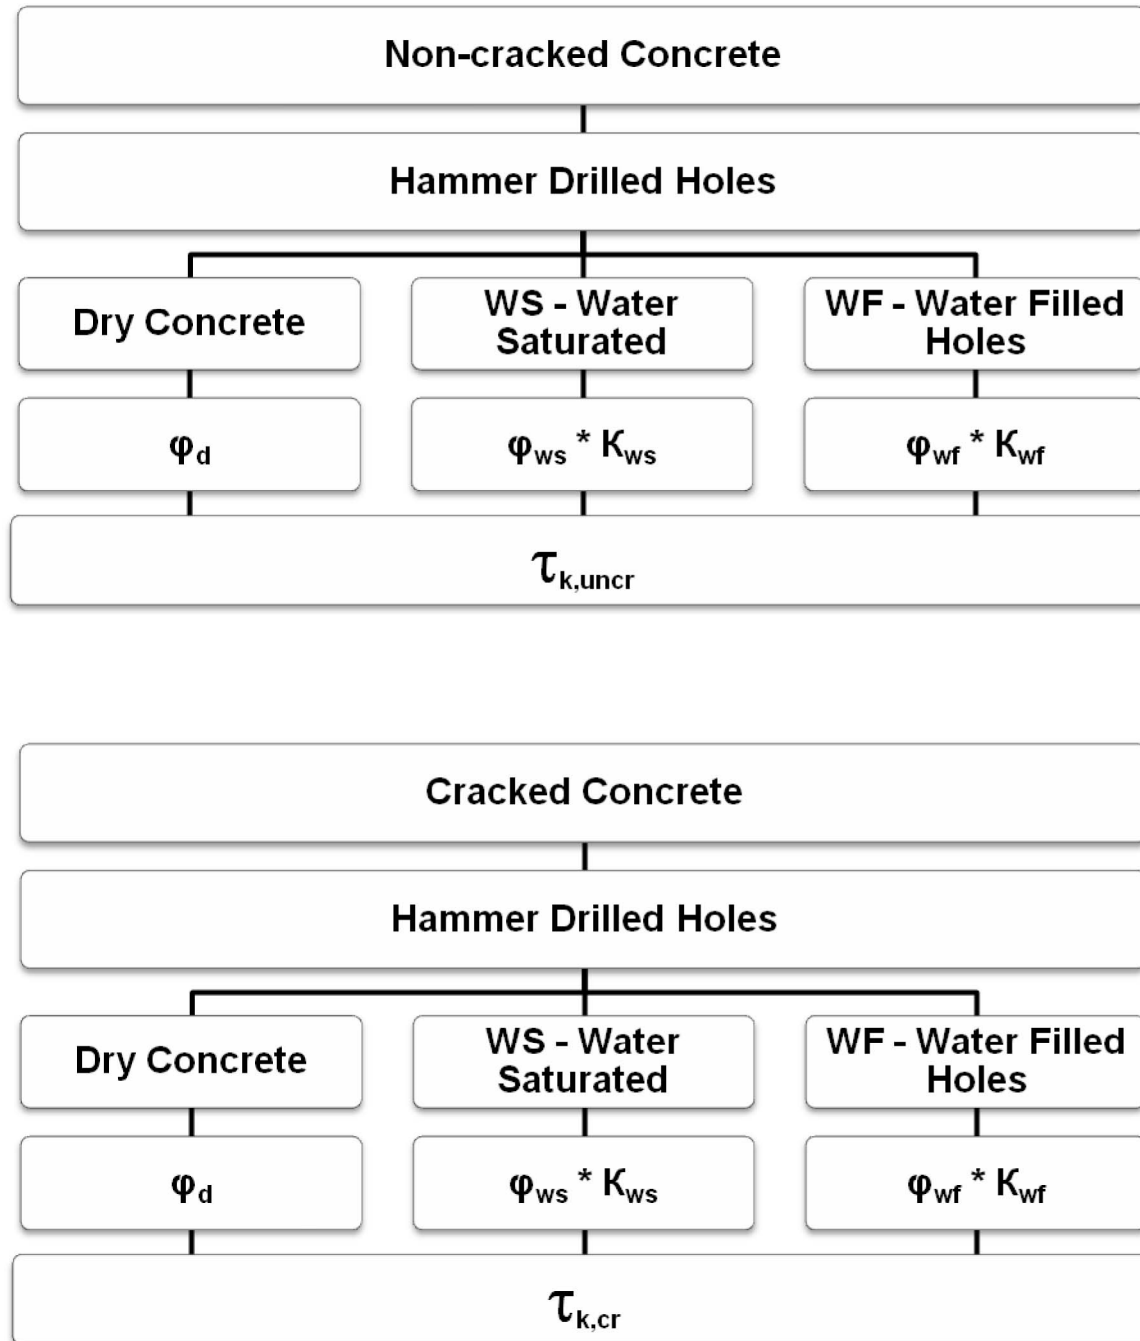 Non-cracked Concrete
Hammer Drilled Holes
Dry Concrete
WS - Water
Saturated
WF - Water Filled
Holes
φd
φws * Kws
φwf * Kwf
τk,uncr
Cracked Concrete
Hammer Drilled Holes
Dry Concrete
WS - Water
Saturated
WF - Water Filled
Holes
φd
φws * Kws
φwf * Kwf
τk,cr